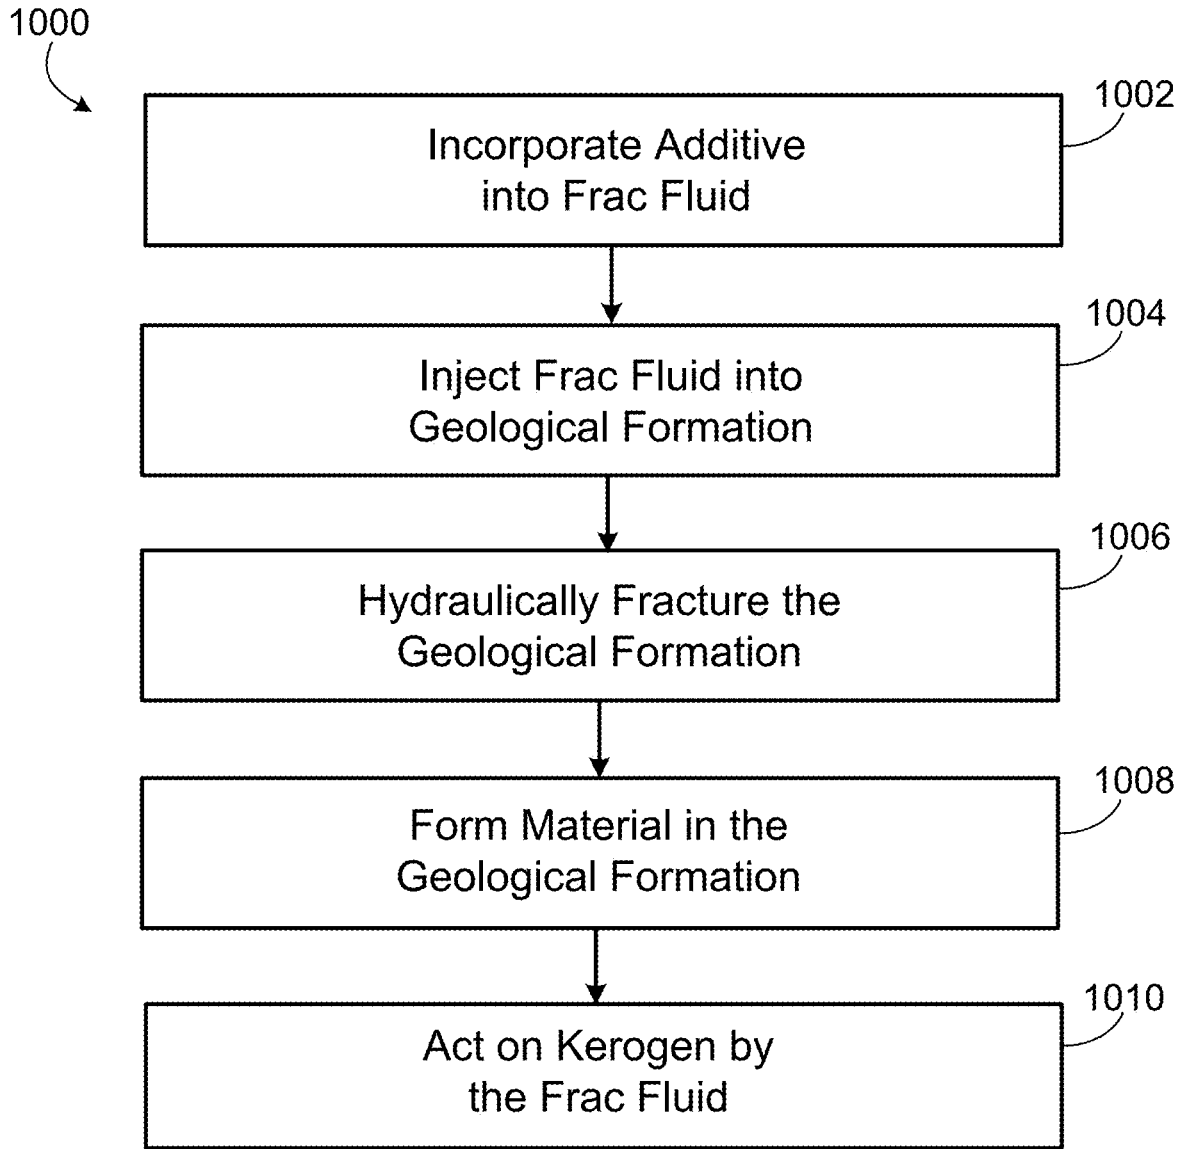 1000
1002
Incorporate Additive
into Frac Fluid
1004
Inject Frac Fluid into
Geological Formation
1006
Hydraulically Fracture the
Geological Formation
1008
Form Material in the
Geological Formation
1010
Act on Kerogen by
the Frac Fluid